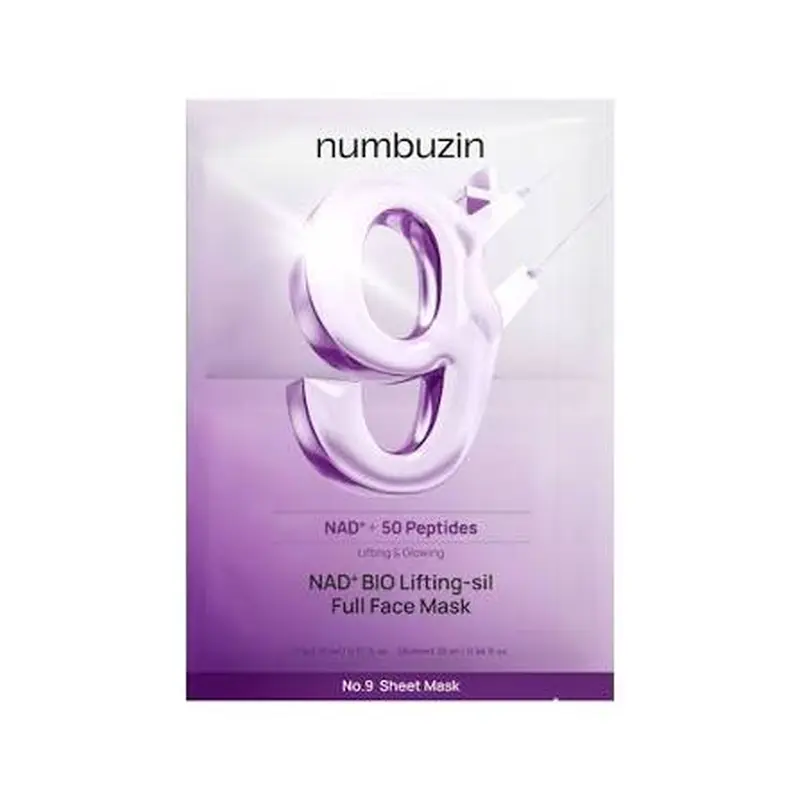 numbuzin
9
NAD⁺ + 50 Peptides
Lifting & Glowing
NAD⁺ BIO Lifting-sil
Full Face Mask
No.9 Sheet Mask